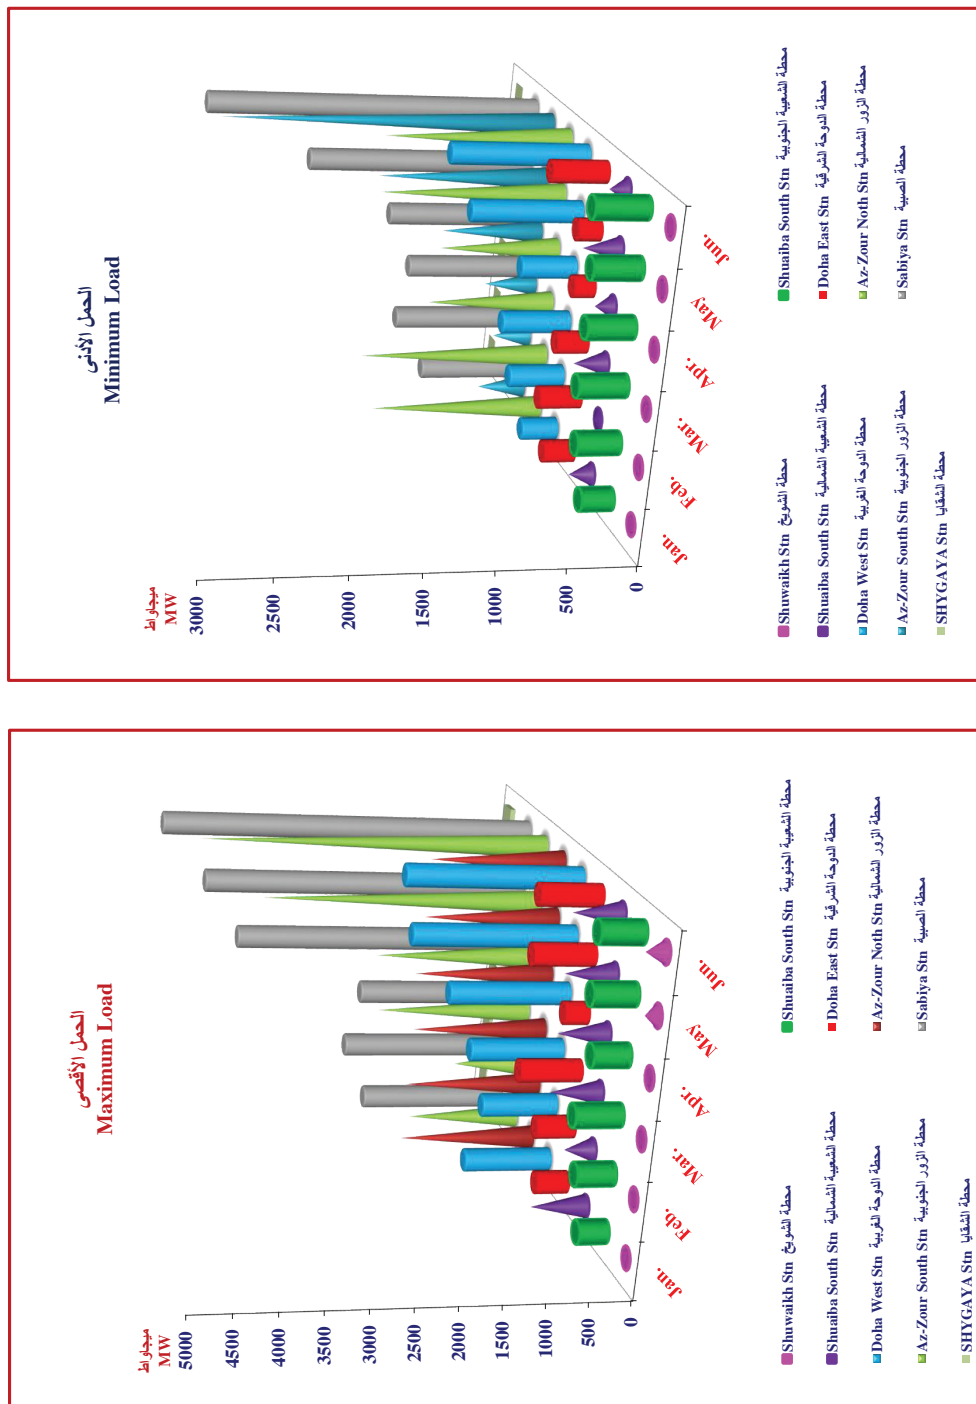 الحمل الأدنى
Minimum Load
ميجاواط
MW
3000
2500
2000
1500
1000
500
0
Jan.
Feb.
Mar.
Apr.
May
Jun.
Shuwaikh Stn محطة الشويخ
Shuaiba South Stn محطة الشعيبة الجنوبية
Shuaiba South Stn محطة الشعيبة الشمالية
Doha East Stn محطة الدوحة الشرقية
Doha West Stn محطة الدوحة الغربية
Az-Zour Noth Stn محطة الزور الشمالية
Az-Zour South Stn محطة الزور الجنوبية
Sabiya Stn محطة الصبية
SHYGAYA Stn محطة الشقايا
الحمل الأقصى
Maximum Load
ميجاواط
MW
5000
4500
4000
3500
3000
2500
2000
1500
1000
500
0
Jan.
Feb.
Mar.
Apr.
May
Jun.
Shuwaikh Stn محطة الشويخ
Shuaiba South Stn محطة الشعيبة الجنوبية
Shuaiba South Stn محطة الشعيبة الشمالية
Doha East Stn محطة الدوحة الشرقية
Doha West Stn محطة الدوحة الغربية
Az-Zour Noth Stn محطة الزور الشمالية
Az-Zour South Stn محطة الزور الجنوبية
Sabiya Stn محطة الصبية
SHYGAYA Stn محطة الشقايا